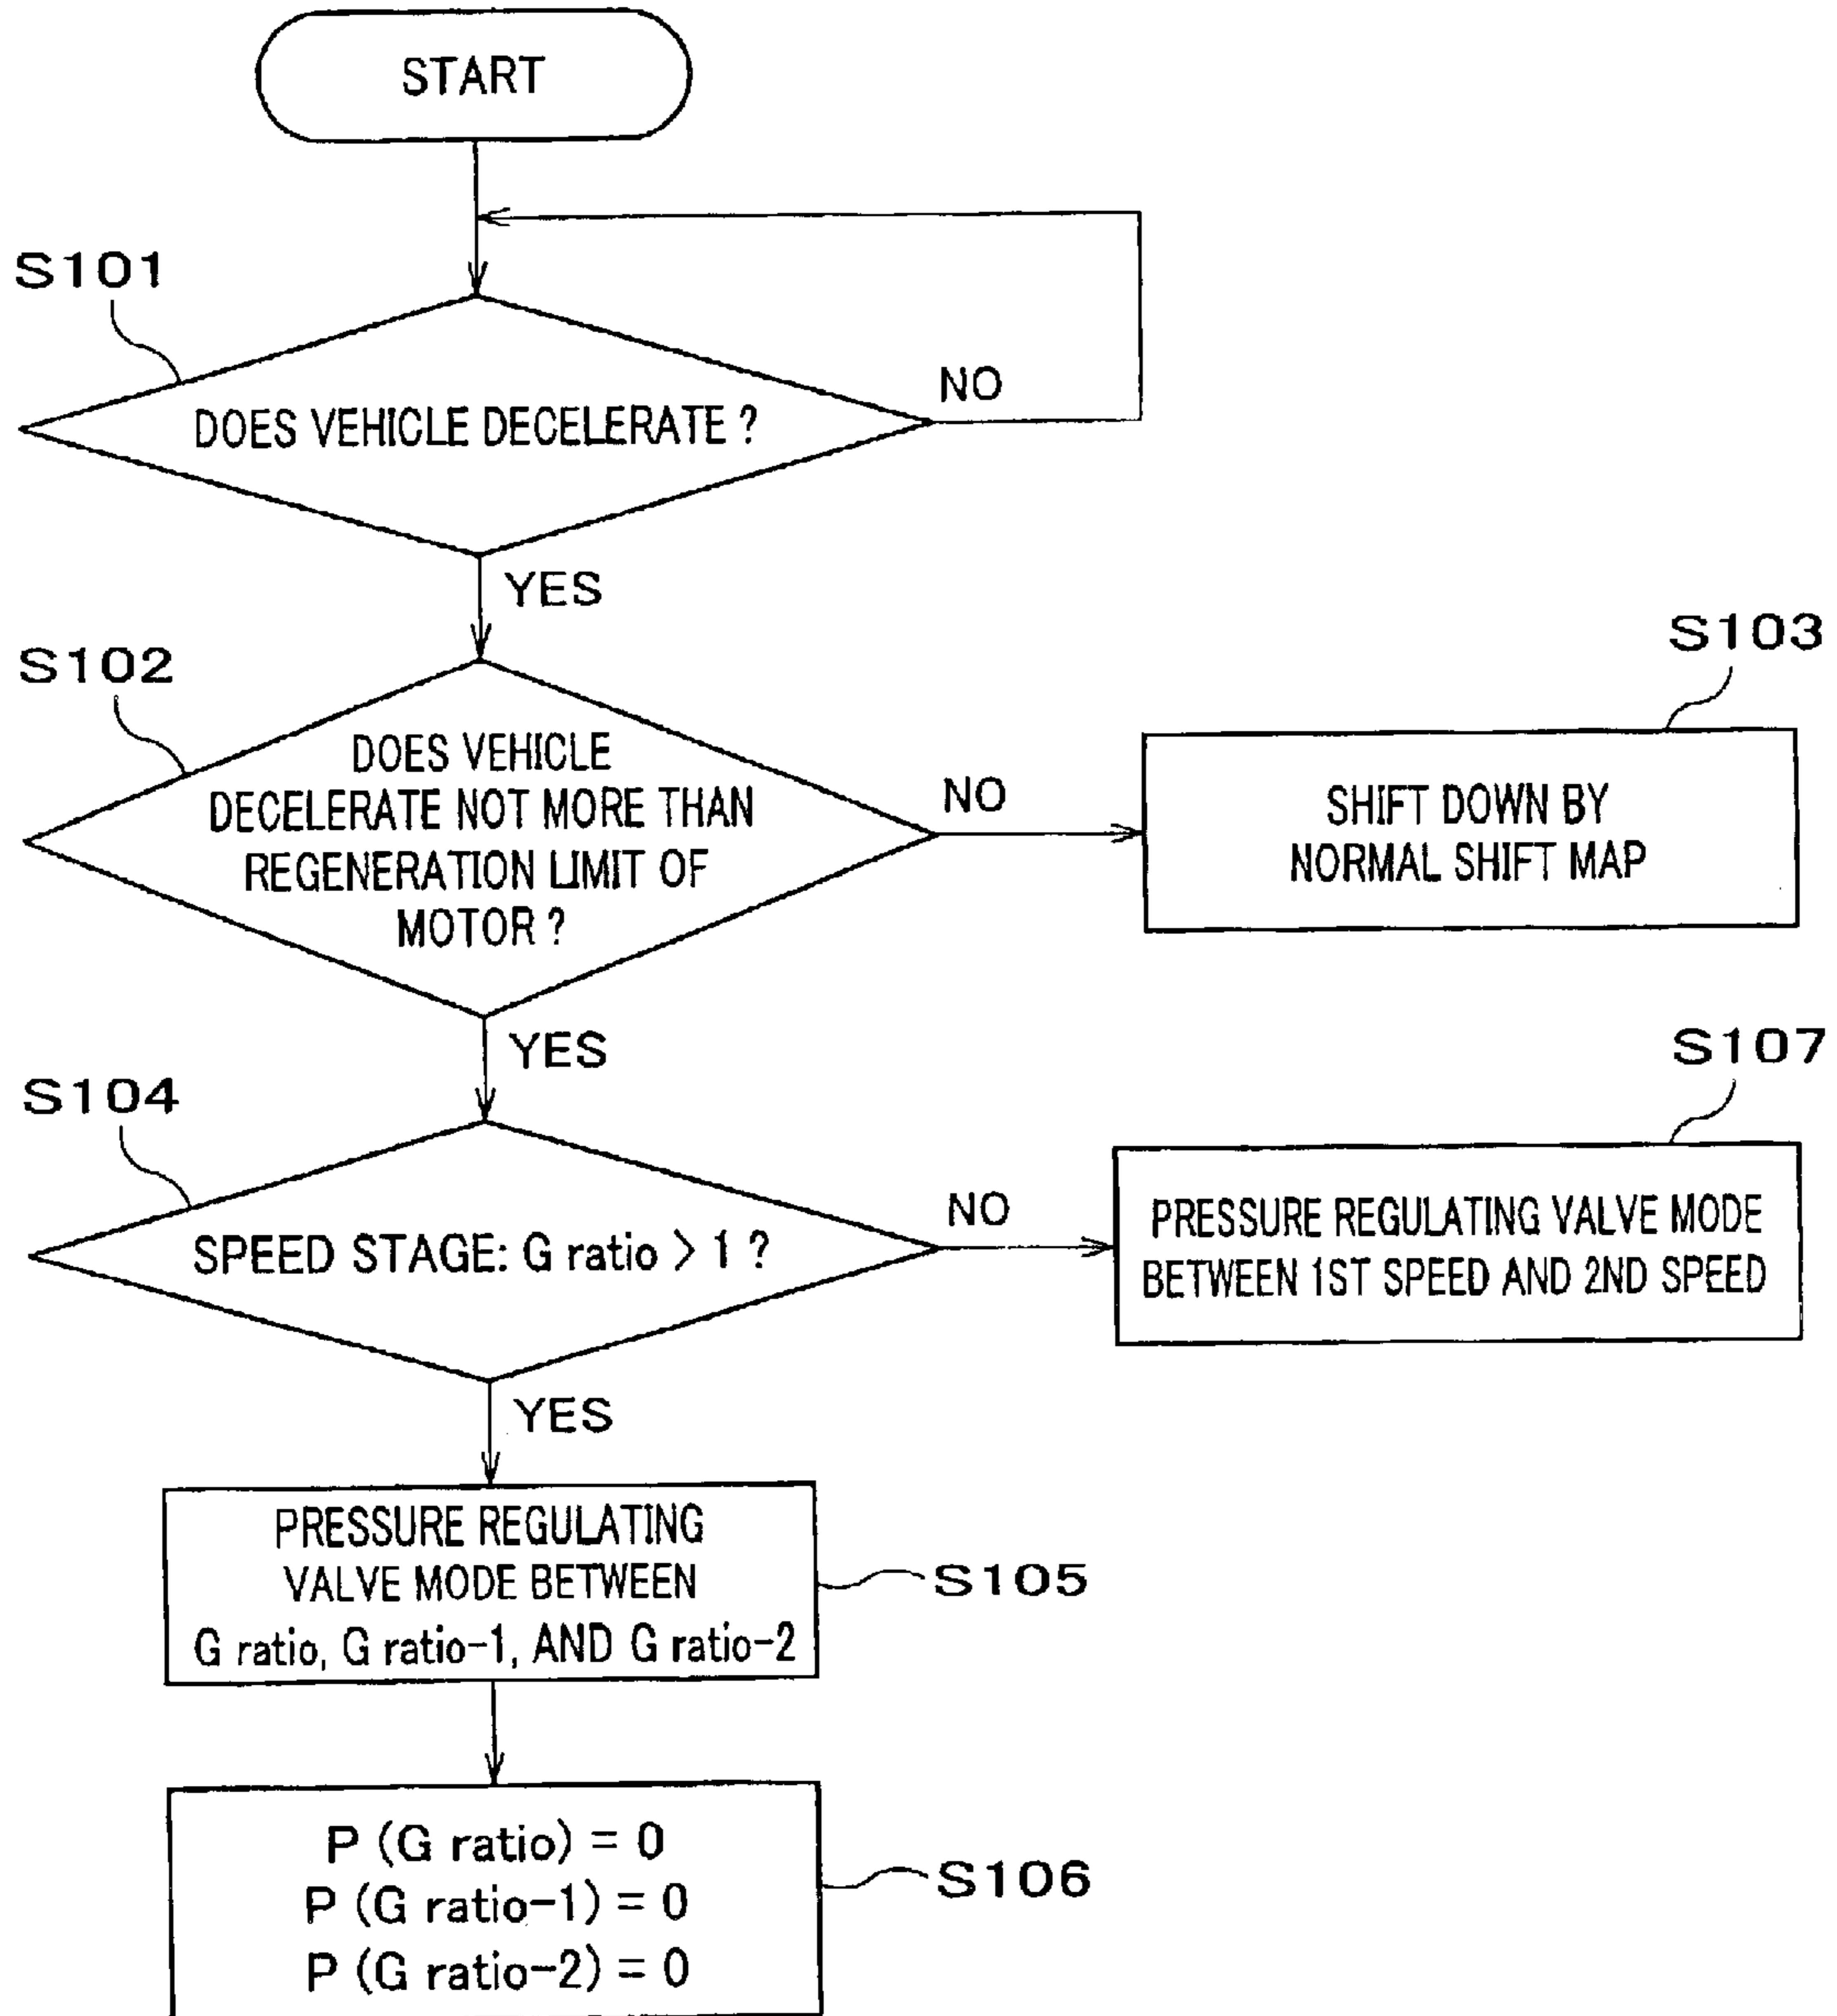 START
S101
DOES VEHICLE DECELERATE ?
NO
YES
S102
DOES VEHICLE
DECELERATE NOT MORE THAN
REGENERATION LIMIT OF
MOTOR ?
NO
S103
SHIFT DOWN BY
NORMAL SHIFT MAP
YES
S104
SPEED STAGE: G ratio > 1 ?
NO
S107
PRESSURE REGULATING VALVE MODE
BETWEEN 1ST SPEED AND 2ND SPEED
YES
PRESSURE REGULATING
VALVE MODE BETWEEN
G ratio, G ratio-1, AND G ratio-2
S105
P (G ratio) = 0
P (G ratio-1) = 0
P (G ratio-2) = 0
S106